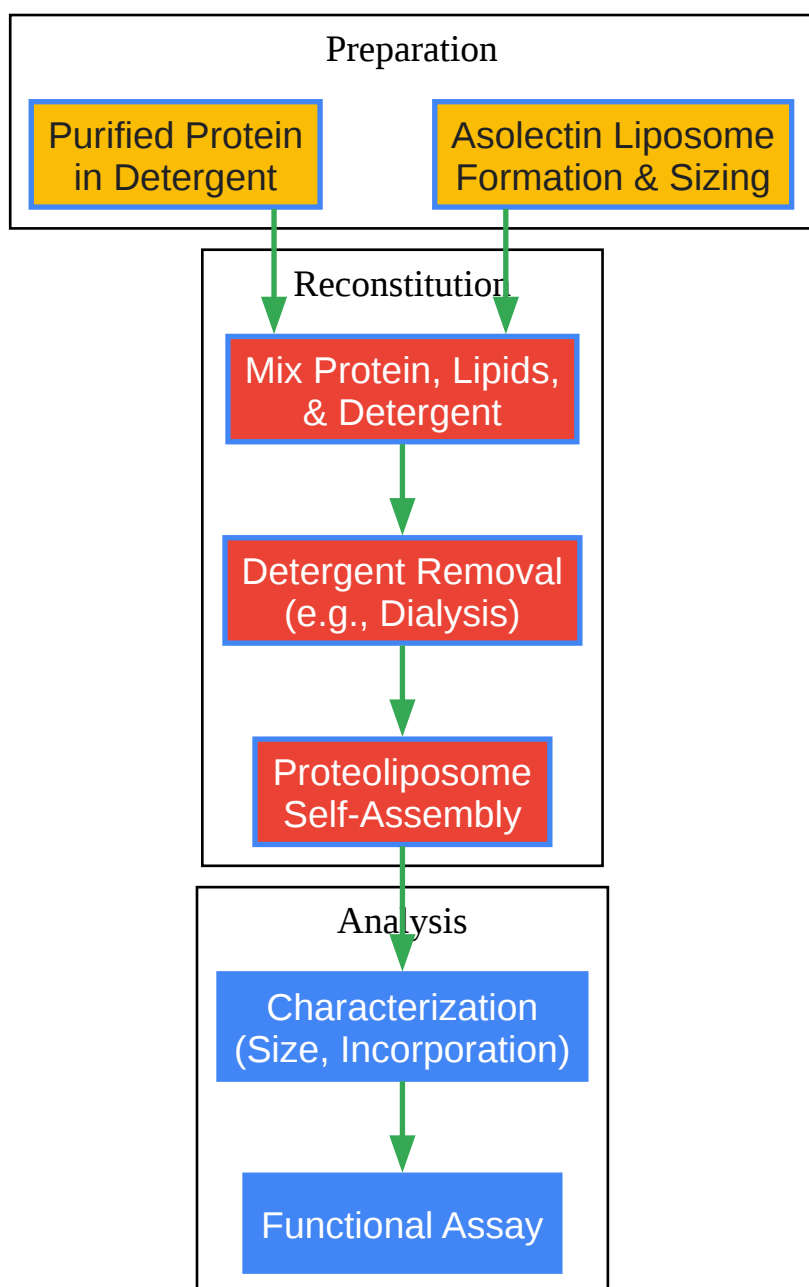 Preparation
Purified Protein
in Detergent
Asolectin Liposome
Formation & Sizing
Reconstitution
Mix Protein, Lipids,
& Detergent
Detergent Removal
(e.g., Dialysis)
Proteoliposome
Self-Assembly
Analysis
Characterization
(Size, Incorporation)
Functional Assay